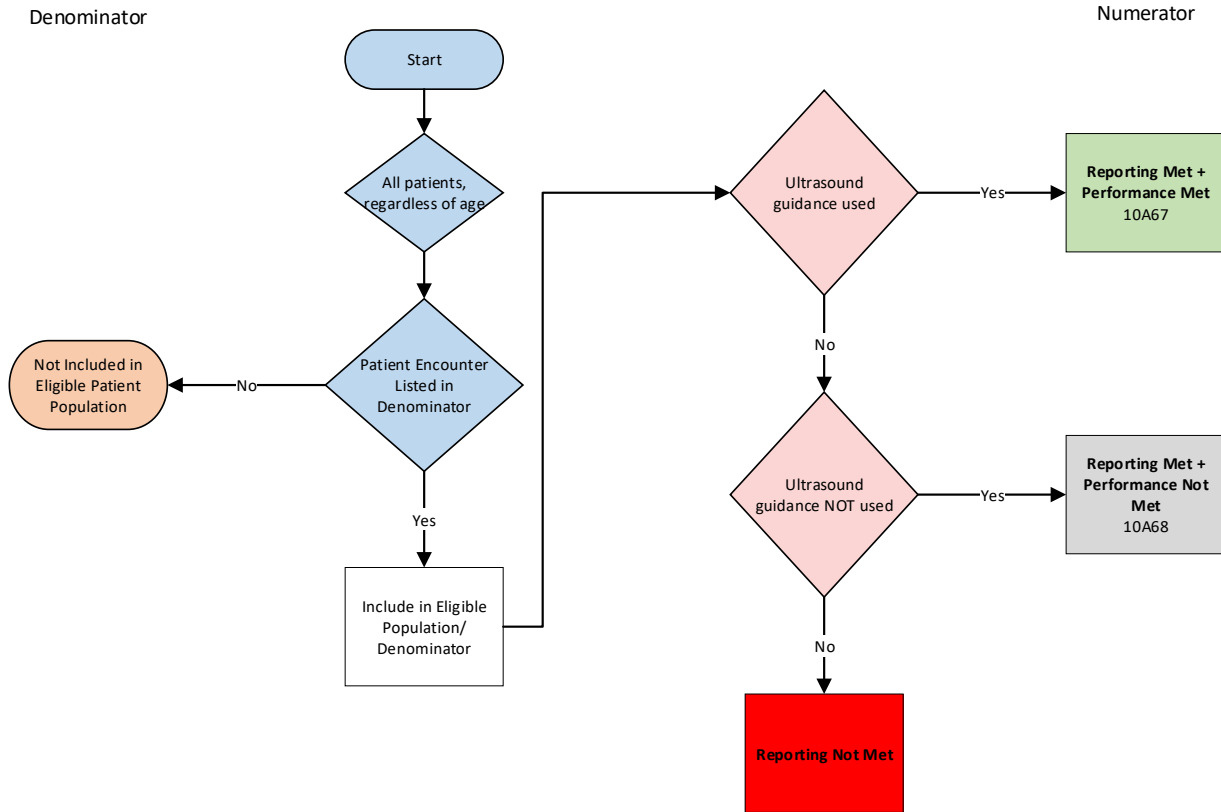 Denominator
Numerator
Start
All patients,
regardless of age
Patient Encounter
Listed in
Denominator
No
Not Included in
Eligible Patient
Population
Yes
Include in Eligible
Population/
Denominator
Ultrasound
guidance used
Yes
Reporting Met +
Performance Met
10A67
No
Ultrasound
guidance NOT used
Yes
Reporting Met +
Performance Not
Met
10A68
No
Reporting Not Met